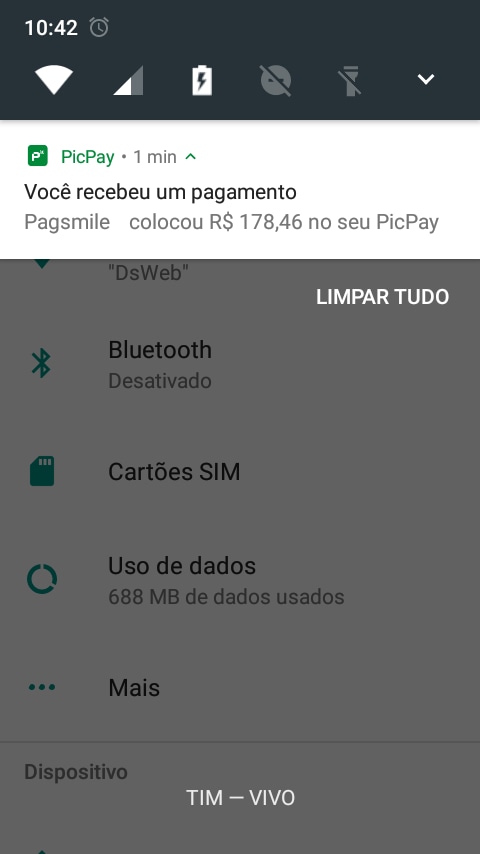 10:42
PicPay • 1 min
Você recebeu um pagamento
Pagsmile colocou R$ 178,46 no seu PicPay
"DsWeb"
LIMPAR TUDO
Bluetooth
Desativado
Cartões SIM
Uso de dados
688 MB de dados usados
Mais
Dispositivo
TIM — VIVO